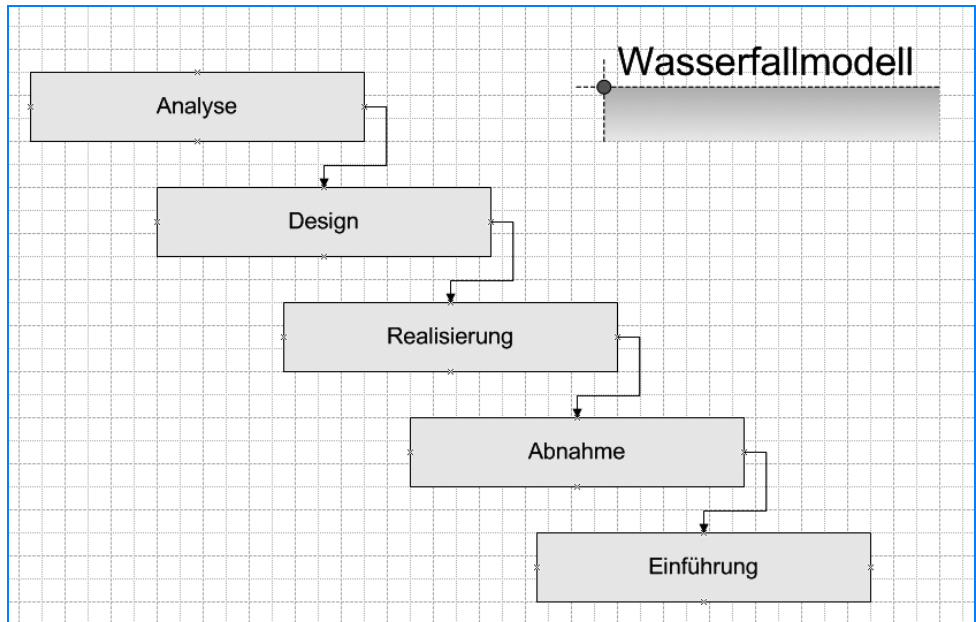 Wasserfallmodell
Analyse
Design
Realisierung
Abnahme
Einführung